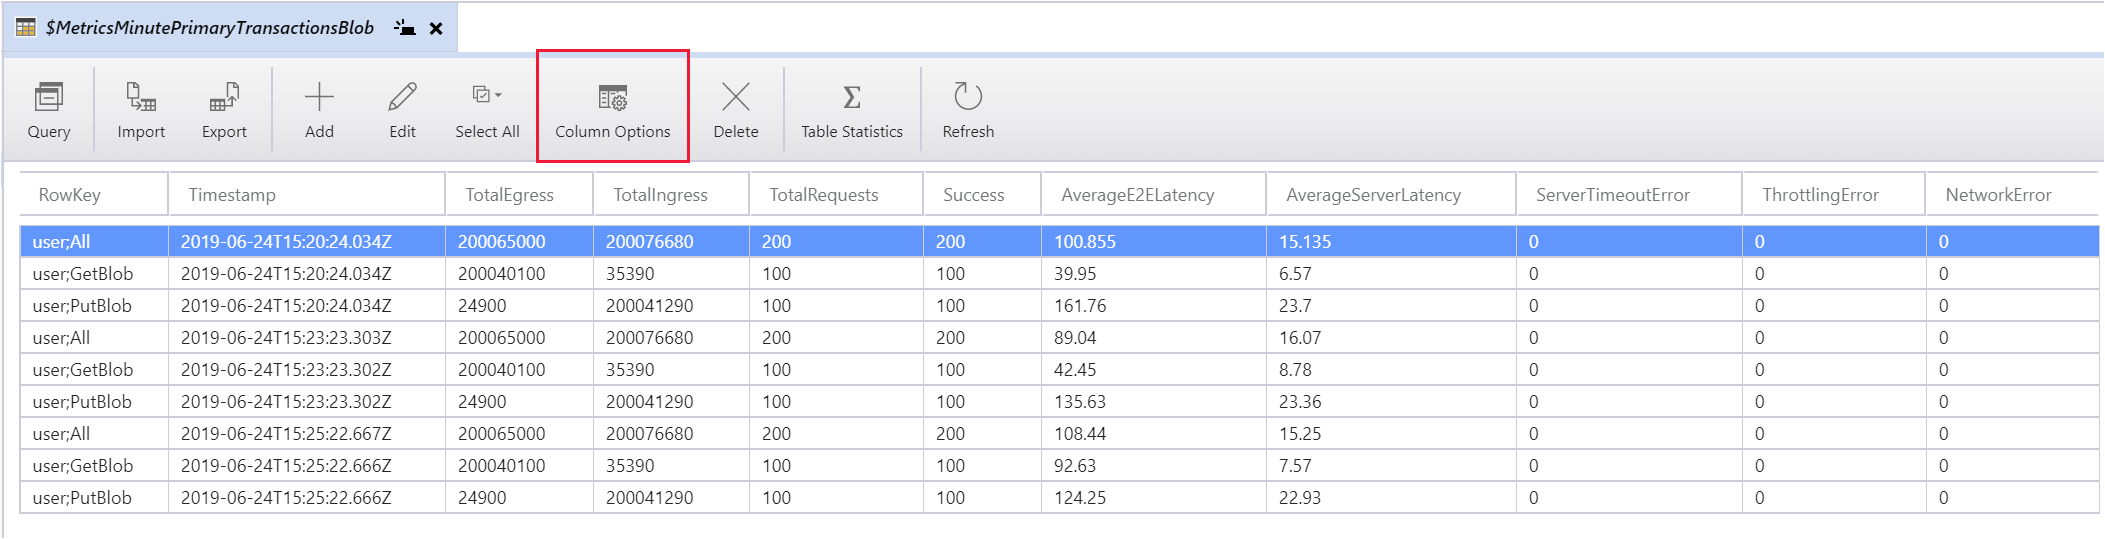 $MetricsMinutePrimaryTransactionsBlob
Query Import Export Add Edit Select All Column Options Delete Table Statistics Refresh
RowKey Timestamp TotalEgress TotalIngress TotalRequests Success AverageE2ELatency AverageServerLatency ServerTimeoutError ThrottlingError NetworkError
user;All 2019-06-24T15:20:24.034Z 200065000 200076680 200 200 100.855 15.135 0 0 0
user;GetBlob 2019-06-24T15:20:24.034Z 200040100 35390 100 100 39.95 6.57 0 0 0
user;PutBlob 2019-06-24T15:20:24.034Z 24900 200041290 100 100 161.76 23.7 0 0 0
user;All 2019-06-24T15:23:23.303Z 200065000 200076680 200 200 89.04 16.07 0 0 0
user;GetBlob 2019-06-24T15:23:23.302Z 200040100 35390 100 100 42.45 8.78 0 0 0
user;PutBlob 2019-06-24T15:23:23.302Z 24900 200041290 100 100 135.63 23.36 0 0 0
user;All 2019-06-24T15:25:22.667Z 200065000 200076680 200 200 108.44 15.25 0 0 0
user;GetBlob 2019-06-24T15:25:22.666Z 200040100 35390 100 100 92.63 7.57 0 0 0
user;PutBlob 2019-06-24T15:25:22.666Z 24900 200041290 100 100 124.25 22.93 0 0 0